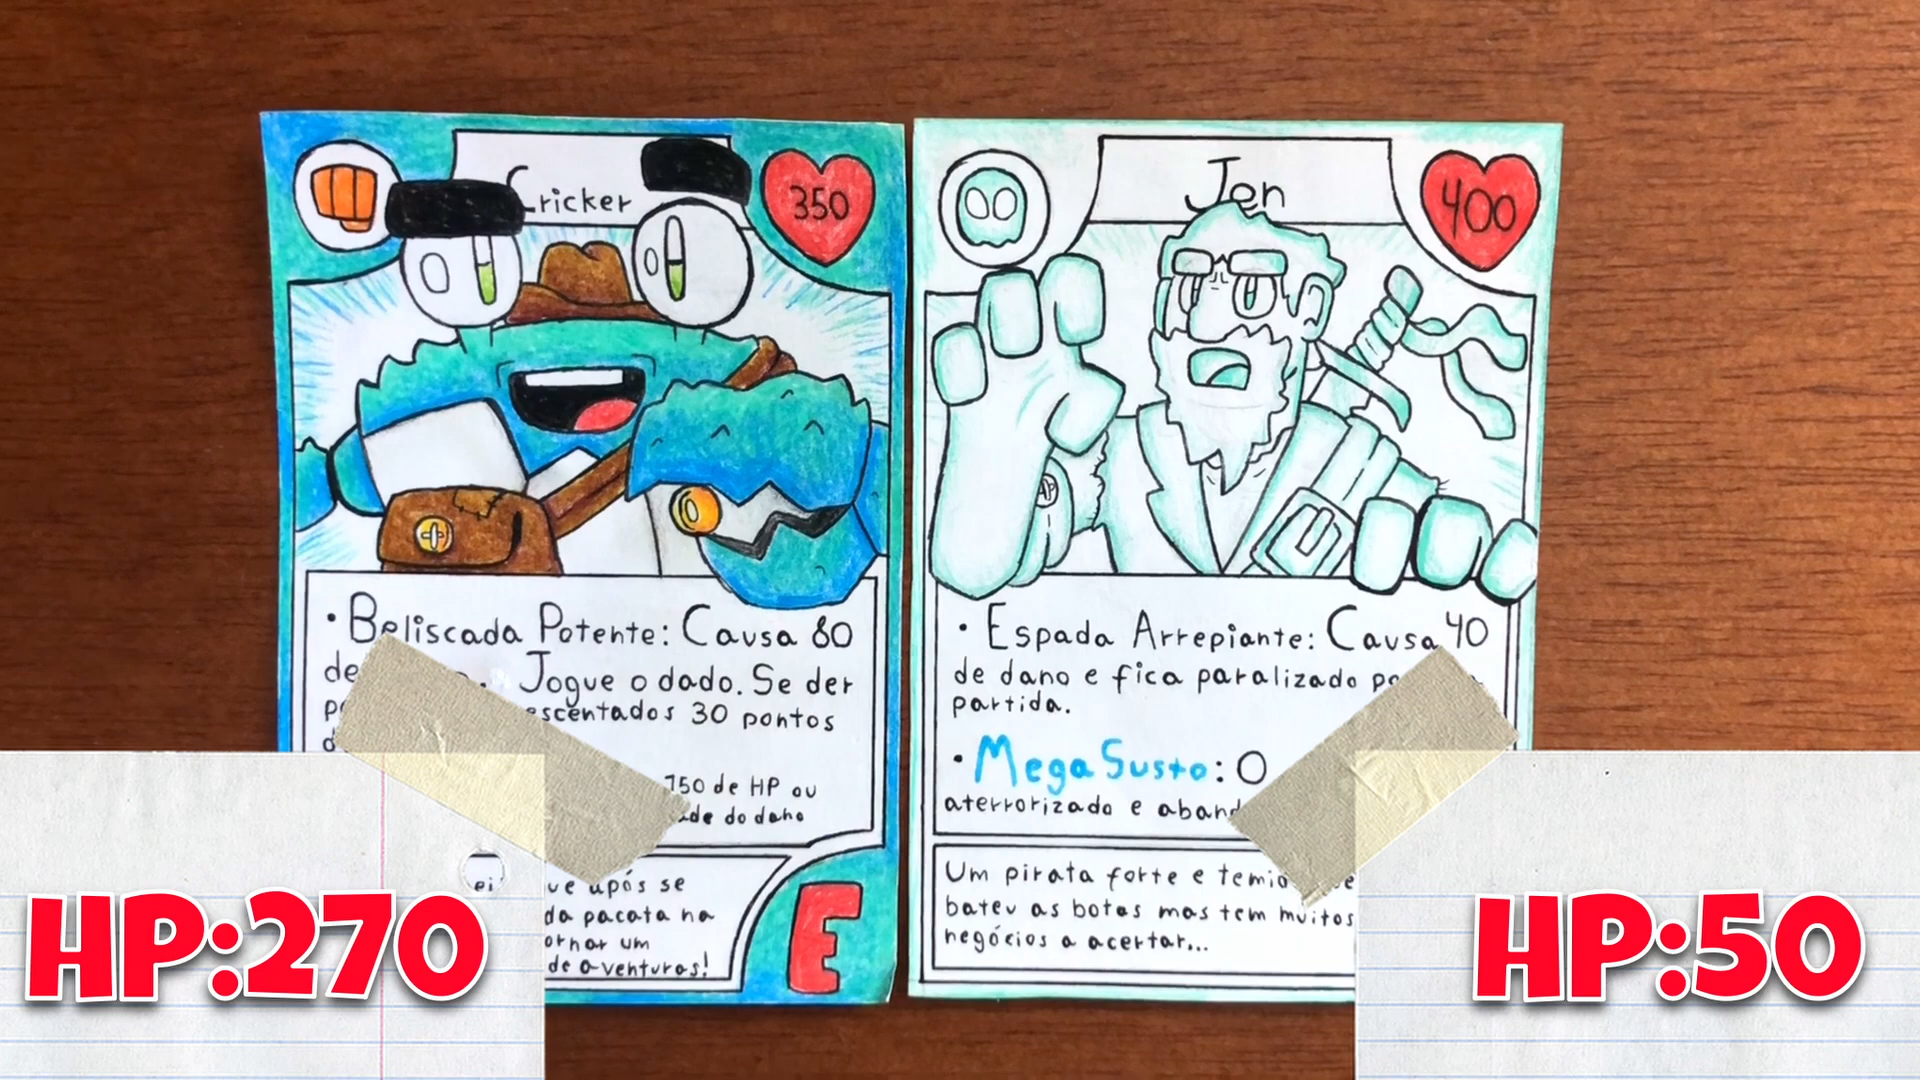 Cricker
350
• Beliscada Potente: Causa 80
de
Jogue o dado. Se der
escentados 30 pontos
750 de HP ou
ade do dano
ei
ue após se
da pacata na
ornar um
de aventuras!
E
HP:270
Jen
400
• Espada Arrepiante: Causa 40
de dano e fica paralizado
partida.
• Mega Susto: O
aterrorizado e aban
Um pirata forte e temi
bateu as botas mas tem muitos
negócios a acertar...
HP:50